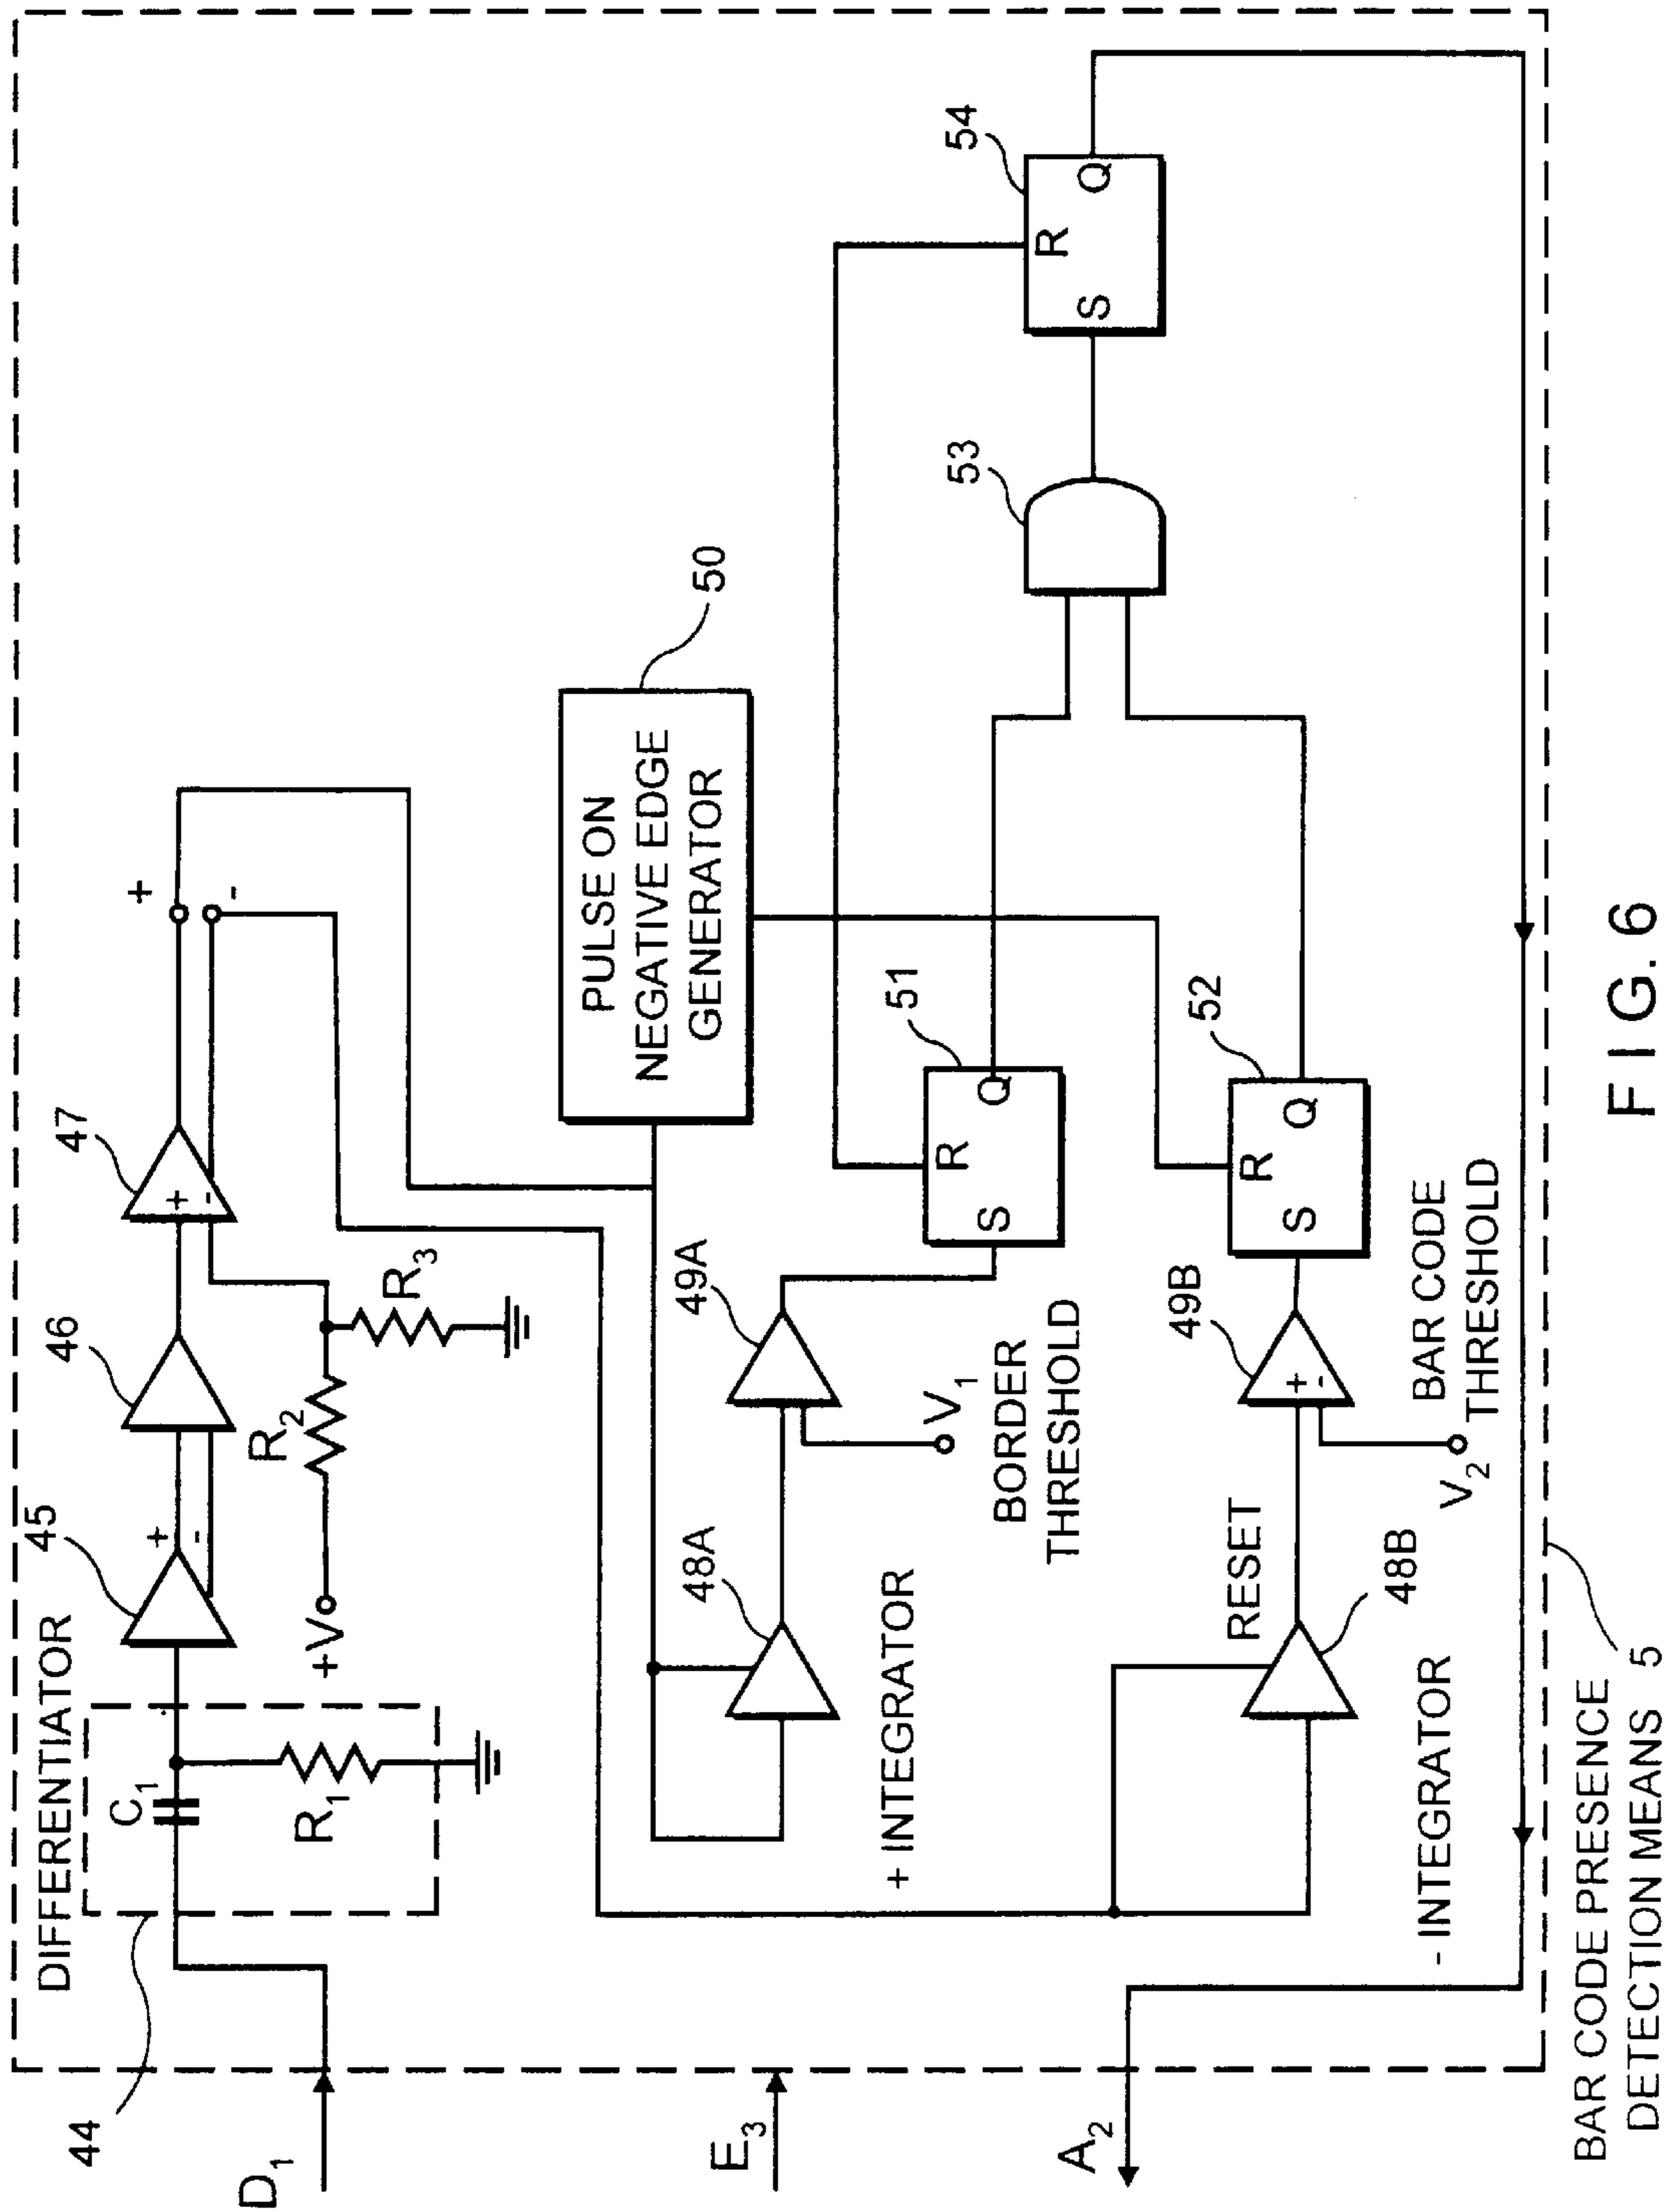 DIFFERENTIATOR
44
C1
R1
45
+
-
46
47
+
-
+
-
+V
R2
R3
D1
E3
A2
PULSE ON
NEGATIVE EDGE
GENERATOR
50
48A
+ INTEGRATOR
49A
V1
BORDER
THRESHOLD
51
S
R
Q
48B
- INTEGRATOR
RESET
49B
+
-
V2
BAR CODE
THRESHOLD
52
S
R
Q
53
54
S
R
Q
BAR CODE PRESENCE
DETECTION MEANS 5
FIG. 6